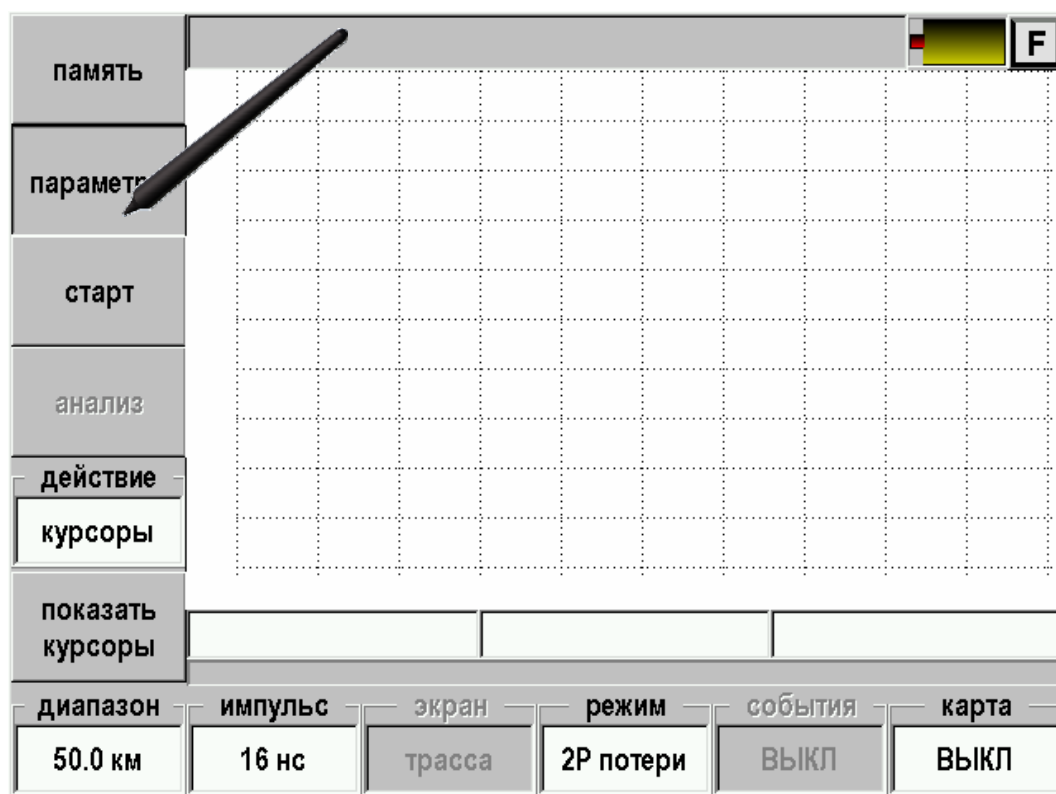 память
F
старт
анализ
действие
курсоры
показать
курсоры
диапазон импульс экран режим события карта
50.0 км 16 нс трасса 2Р потери ВЫКЛ ВЫКЛ